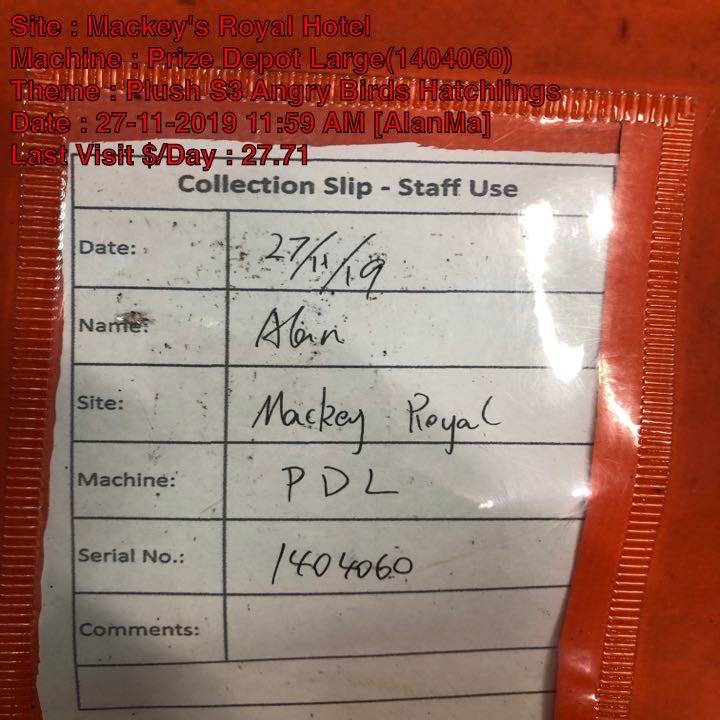 Site : Mackey's Royal Hotel
Machine : Prize Depot Large(1404060)
Theme : Plush S3 Angry Birds Hatchlings
Date : 27-11-2019 11:59 AM [AlanMa]
Last Visit $/Day : 27.71
Collection Slip - Staff Use
Date: 27/11/19
Name: Alan
Site: Mackey Royal
Machine: PDL
Serial No.: 1404060
Comments: